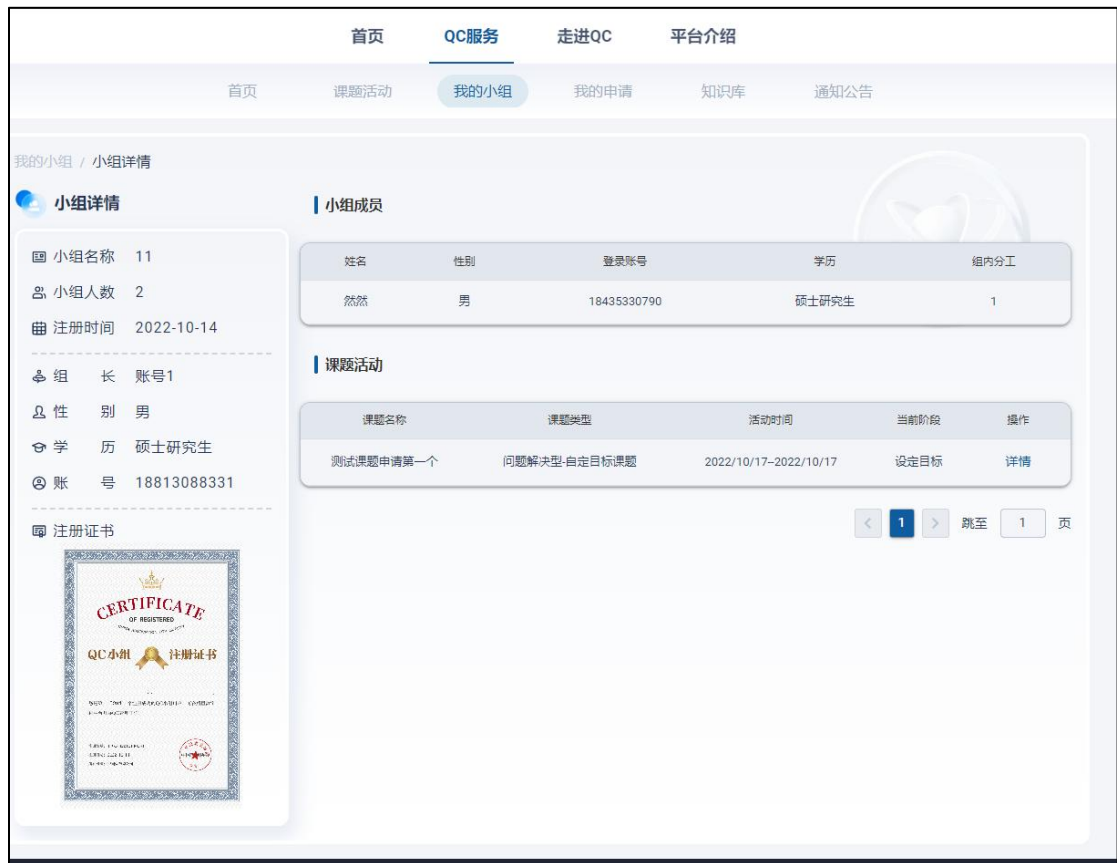 首页 QC服务 走进QC 平台介绍
首页 课题活动 我的小组 我的申请 知识库 通知公告
我的小组 / 小组详情
小组详情
小组名称 11
小组人数 2
注册时间 2022-10-14
组 长 账号1
性 别 男
学 历 硕士研究生
账 号 18813088331
注册证书
CERTIFICATE
OF REGISTERED
QC小组 注册证书
小组成员
姓名 性别 登录账号 学历 组内分工
然然 男 18435330790 硕士研究生 1
课题活动
课题名称 课题类型 活动时间 当前阶段 操作
测试课题申请第一个 问题解决型-自定目标课题 2022/10/17--2022/10/17 设定目标 详情
< 1 > 跳至 1 页